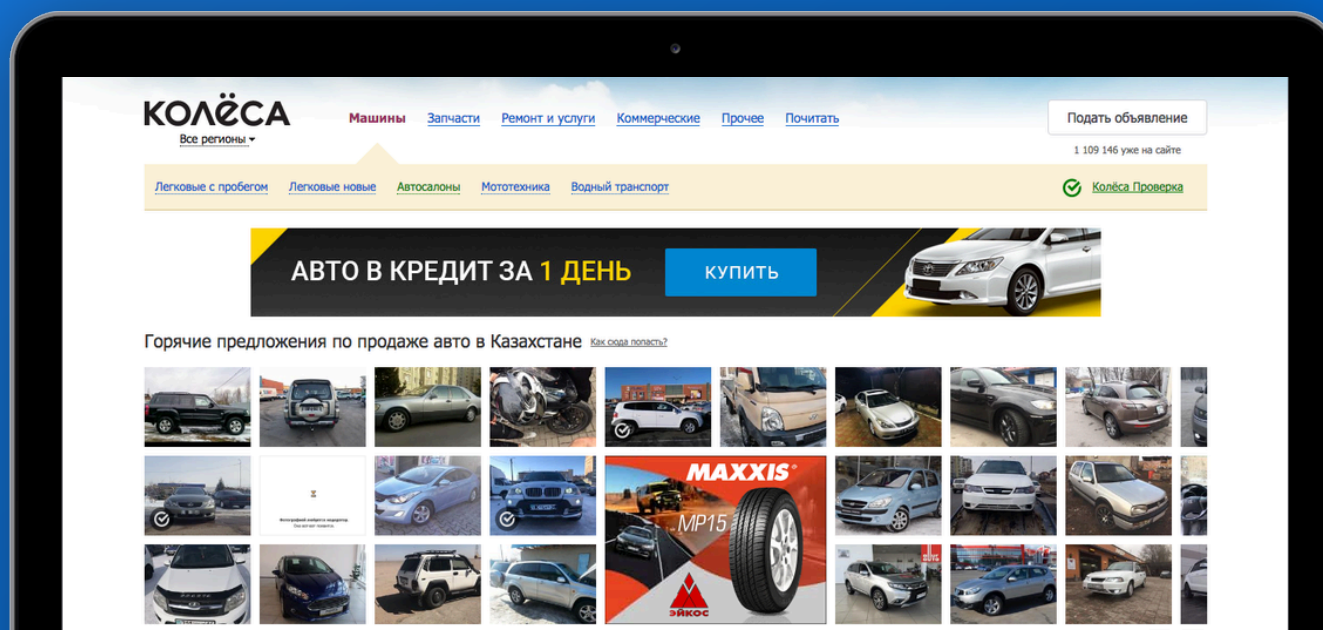 КОЛЁСА
Все регионы
Машины Запчасти Ремонт и услуги Коммерческие Прочее Почитать
Подать объявление
1 109 146 уже на сайте
Легковые с пробегом Легковые новые Автосалоны Мототехника Водный транспорт
Колёса Проверка
АВТО В КРЕДИТ ЗА 1 ДЕНЬ
КУПИТЬ
Горячие предложения по продаже авто в Казахстане Как сюда попасть?
MAXXIS®
MP15
ЭЙКОС